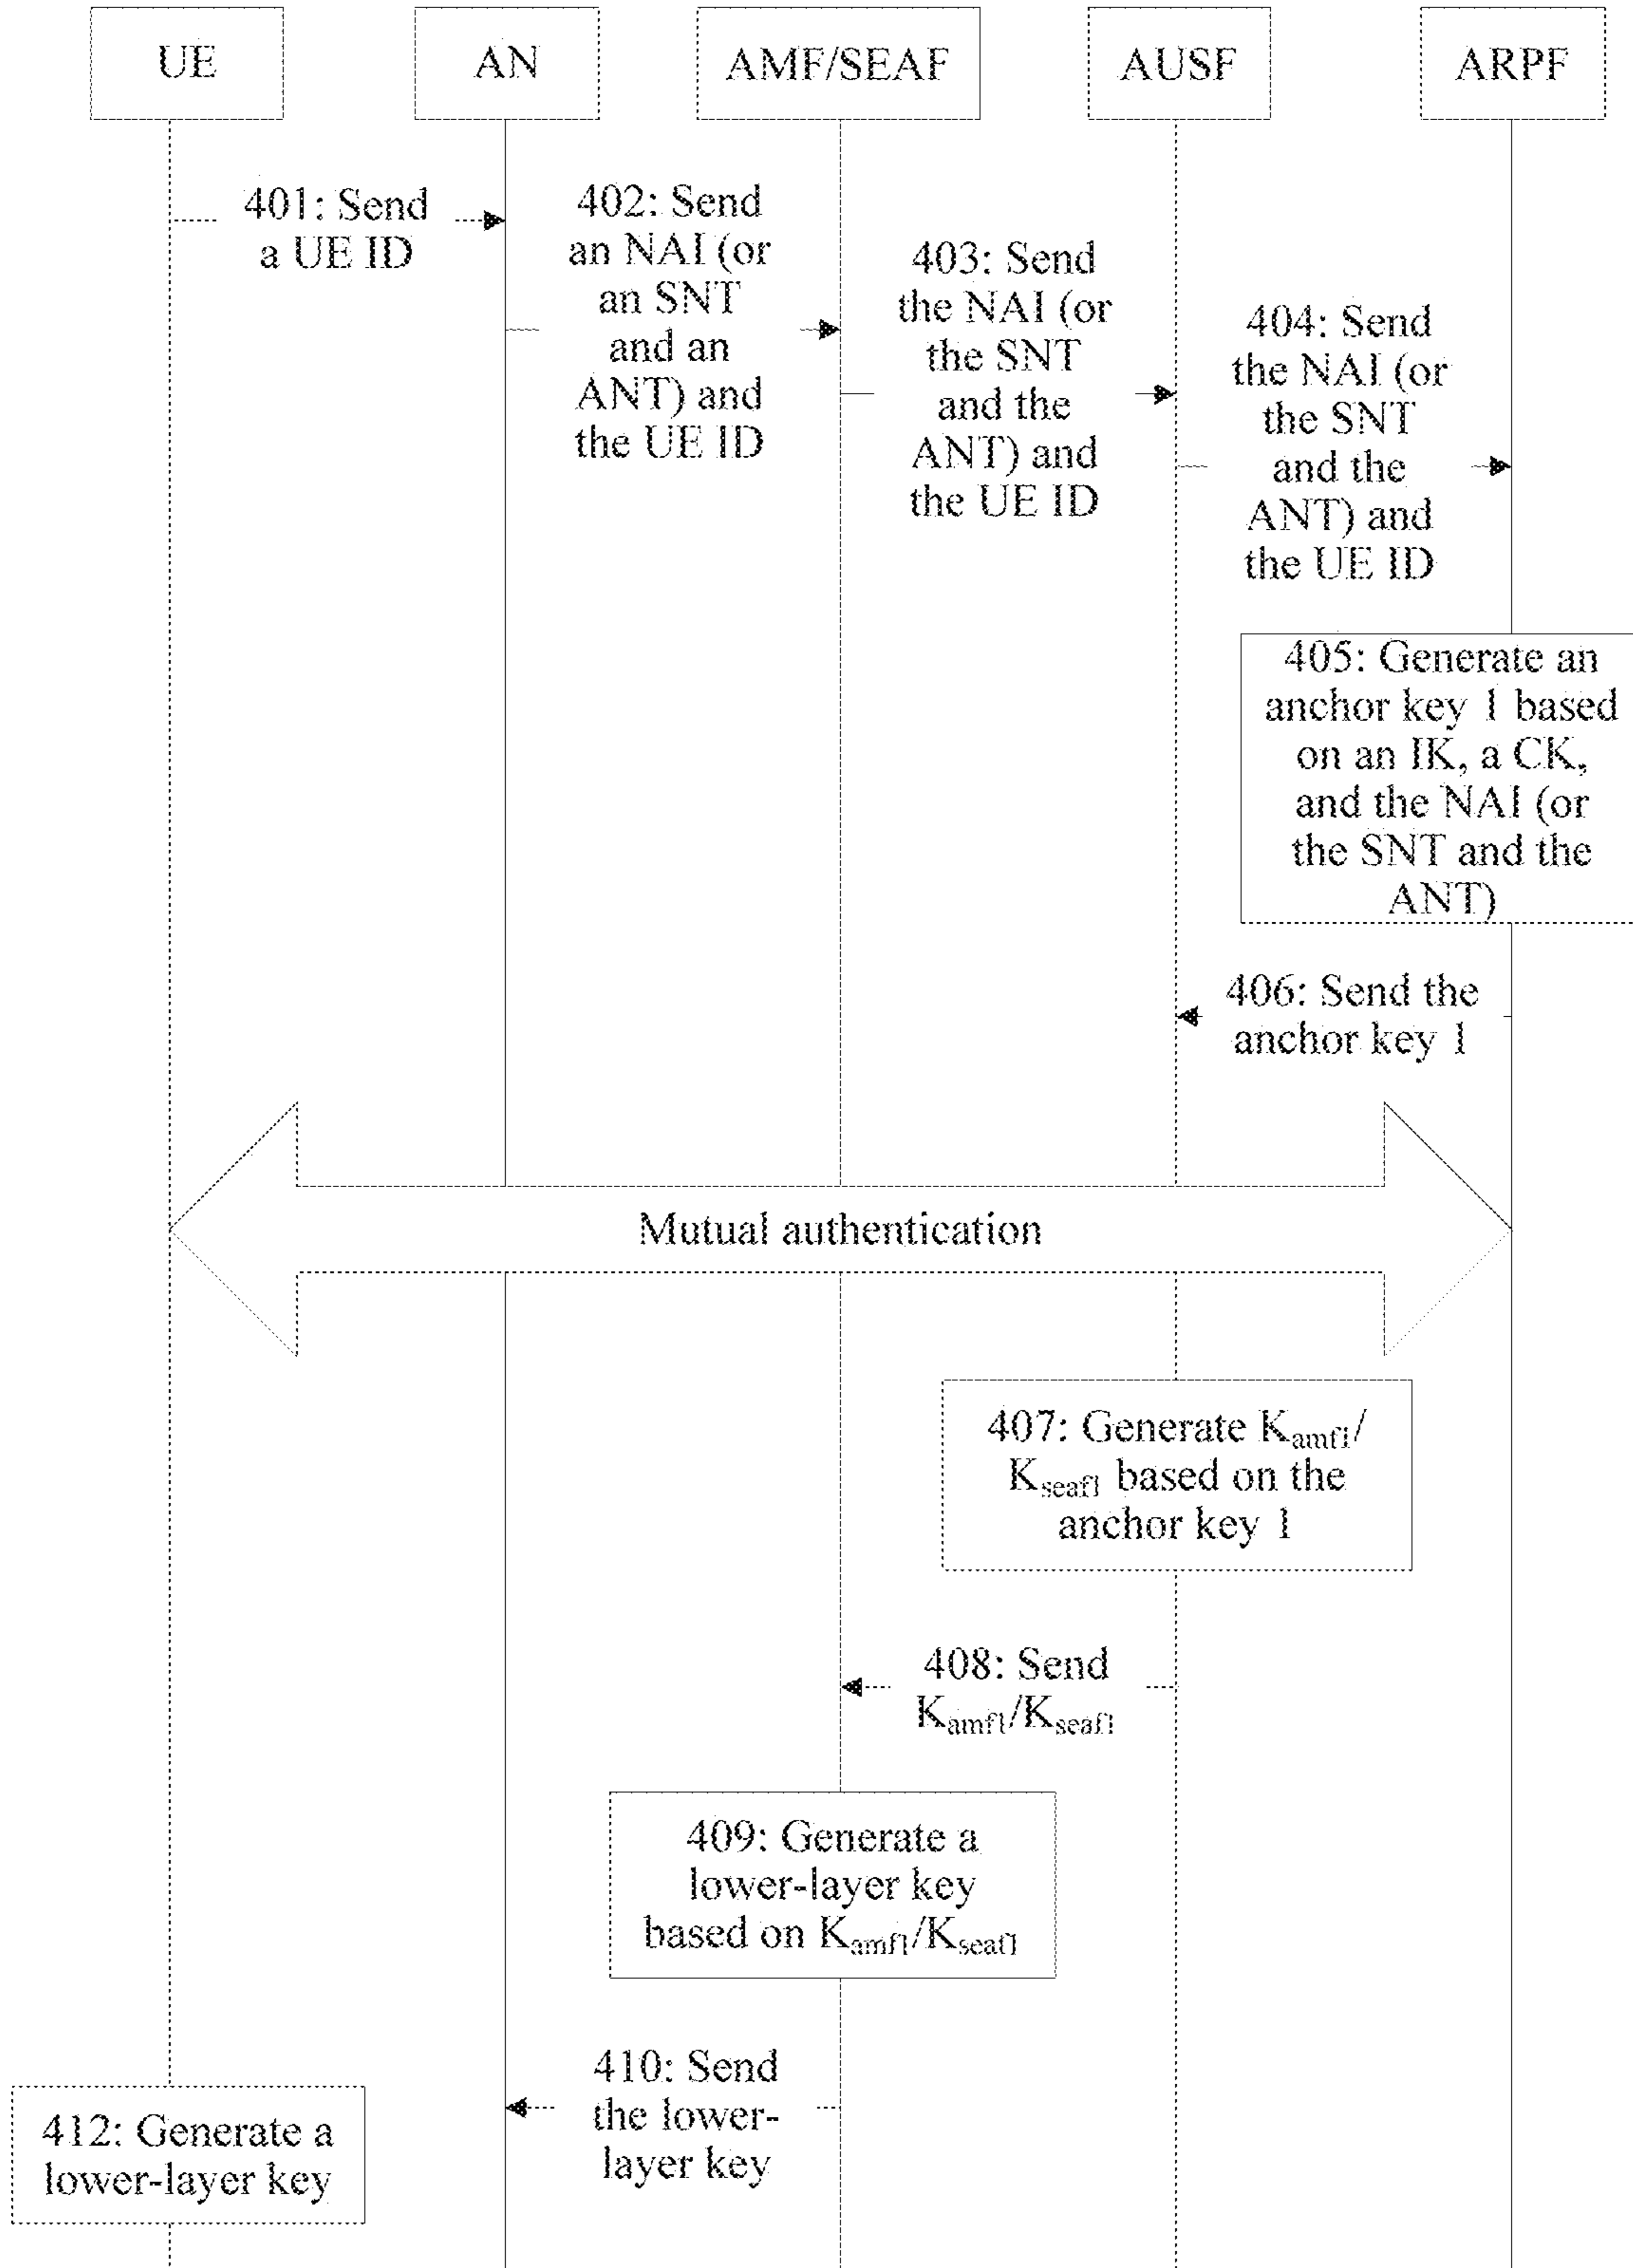 UE
AN
AMF/SEAF
AUSF
ARPF
401: Send
a UE ID
402: Send
an NAI (or
an SNT
and an
ANT) and
the UE ID
403: Send
the NAI (or
the SNT
and the
ANT) and
the UE ID
404: Send
the NAI (or
the SNT
and the
ANT) and
the UE ID
405: Generate an
anchor key 1 based
on an IK, a CK,
and the NAI (or
the SNT and the
ANT)
406: Send the
anchor key 1
Mutual authentication
407: Generate Kamf1/
Kseaf1 based on the
anchor key 1
408: Send
Kamf1/Kseaf1
409: Generate a
lower-layer key
based on Kamf1/Kseaf1
410: Send
the lower-
layer key
412: Generate a
lower-layer key